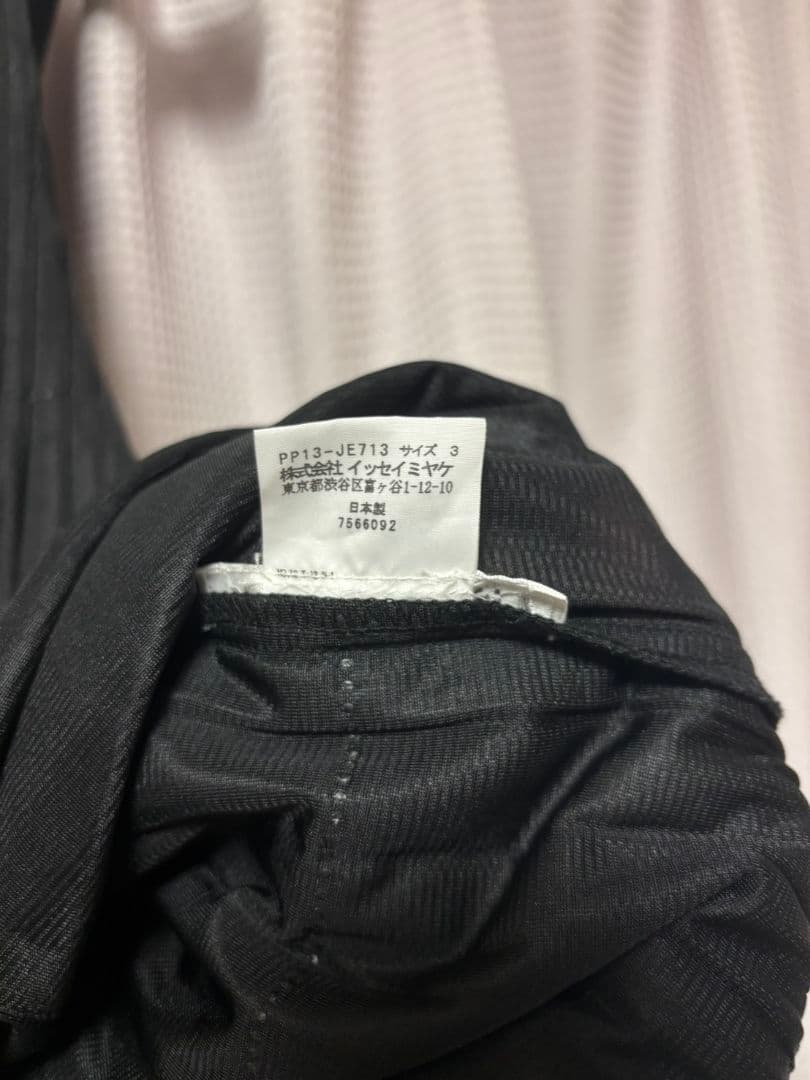 PP13-JE713 サイズ 3
株式会社 イッセイミヤケ
東京都渋谷区富ヶ谷1-12-10
日本製
7566092